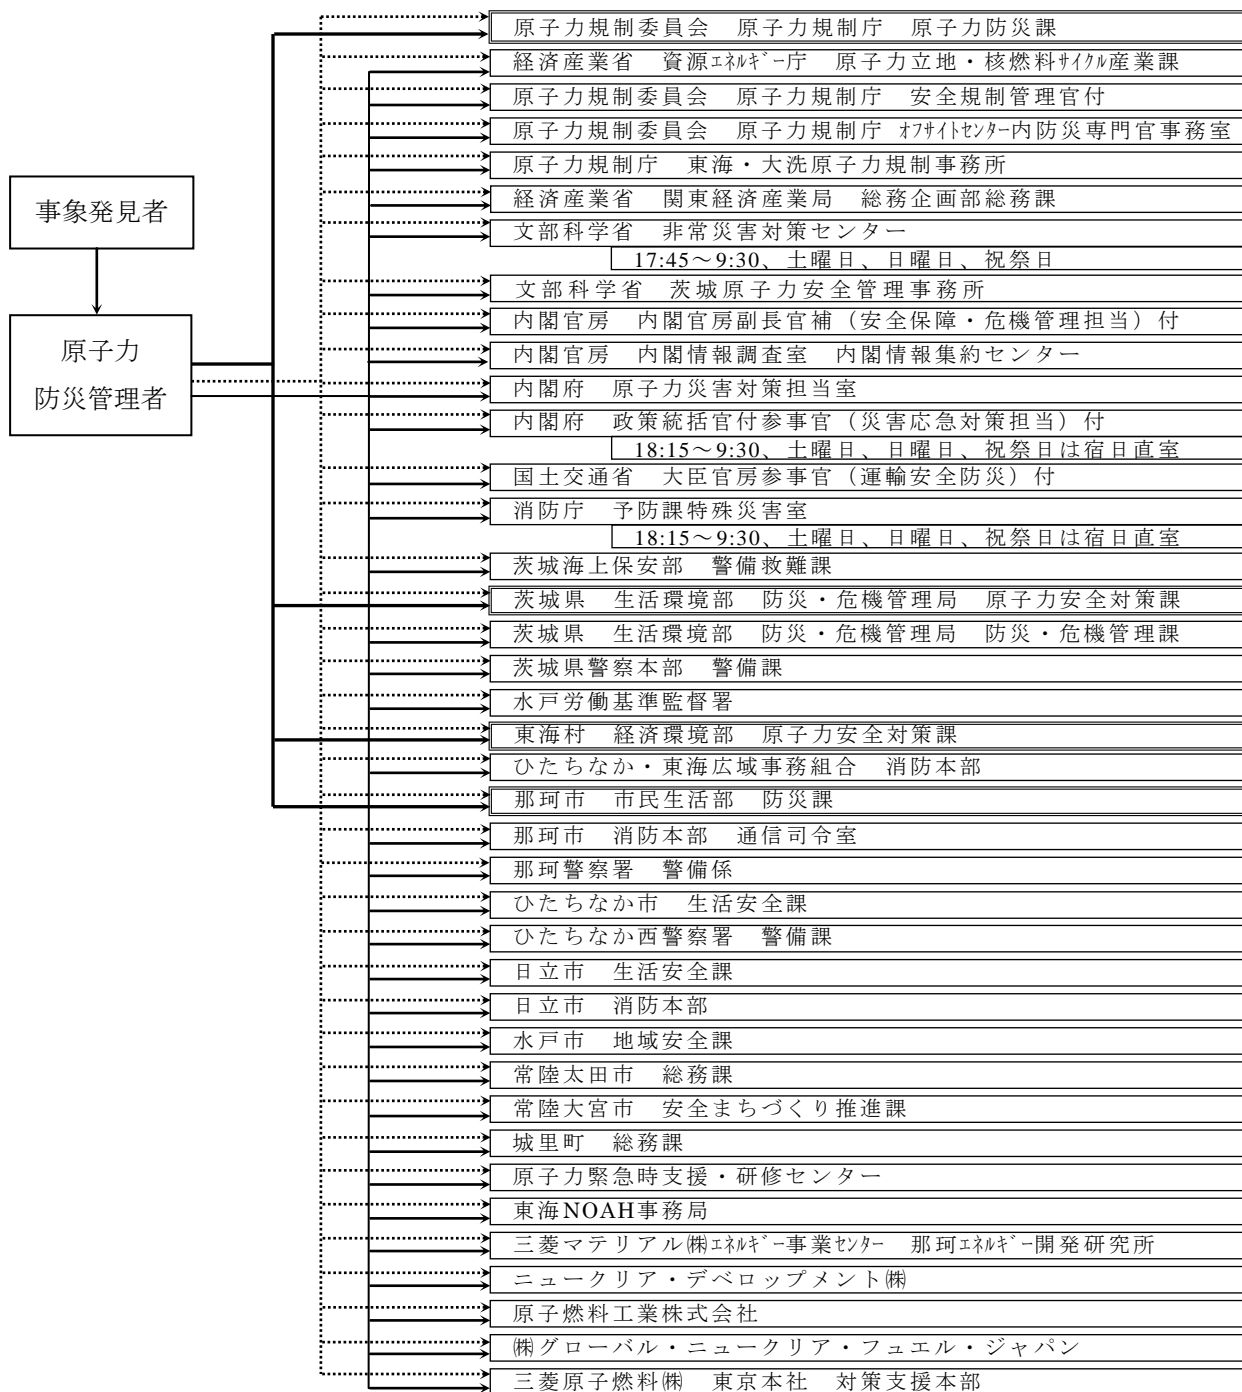 事象発見者
原子力
防災管理者
原子力規制委員会　原子力規制庁　原子力防災課
経済産業省　資源ｴﾈﾙｷﾞｰ庁　原子力立地・核燃料ｻｲｸﾙ産業課
原子力規制委員会　原子力規制庁　安全規制管理官付
原子力規制委員会　原子力規制庁　ｵﾌｻｲﾄｾﾝﾀｰ内防災専門官事務室
原子力規制庁　東海・大洗原子力規制事務所
経済産業省　関東経済産業局　総務企画部総務課
文部科学省　非常災害対策センター
17:45～9:30、土曜日、日曜日、祝祭日
文部科学省　茨城原子力安全管理事務所
内閣官房　内閣官房副長官補（安全保障・危機管理担当）付
内閣官房　内閣情報調査室　内閣情報集約センター
内閣府　原子力災害対策担当室
内閣府　政策統括官付参事官（災害応急対策担当）付
18:15～9:30、土曜日、日曜日、祝祭日は宿日直室
国土交通省　大臣官房参事官（運輸安全防災）付
消防庁　予防課特殊災害室
18:15～9:30、土曜日、日曜日、祝祭日は宿日直室
茨城海上保安部　警備救難課
茨城県　生活環境部　防災・危機管理局　原子力安全対策課
茨城県　生活環境部　防災・危機管理局　防災・危機管理課
茨城県警察本部　警備課
水戸労働基準監督署
東海村　経済環境部　原子力安全対策課
ひたちなか・東海広域事務組合　消防本部
那珂市　市民生活部　防災課
那珂市　消防本部　通信司令室
那珂警察署　警備係
ひたちなか市　生活安全課
ひたちなか西警察署　警備課
日立市　生活安全課
日立市　消防本部
水戸市　地域安全課
常陸太田市　総務課
常陸大宮市　安全まちづくり推進課
城里町　総務課
原子力緊急時支援・研修センター
東海NOAH事務局
三菱マテリアル㈱ｴﾈﾙｷﾞｰ事業ｾﾝﾀｰ　那珂ｴﾈﾙｷﾞｰ開発研究所
ニュークリア・デベロップメント㈱
原子燃料工業株式会社
㈱グローバル・ニュークリア・フュエル・ジャパン
三菱原子燃料㈱　東京本社　対策支援本部